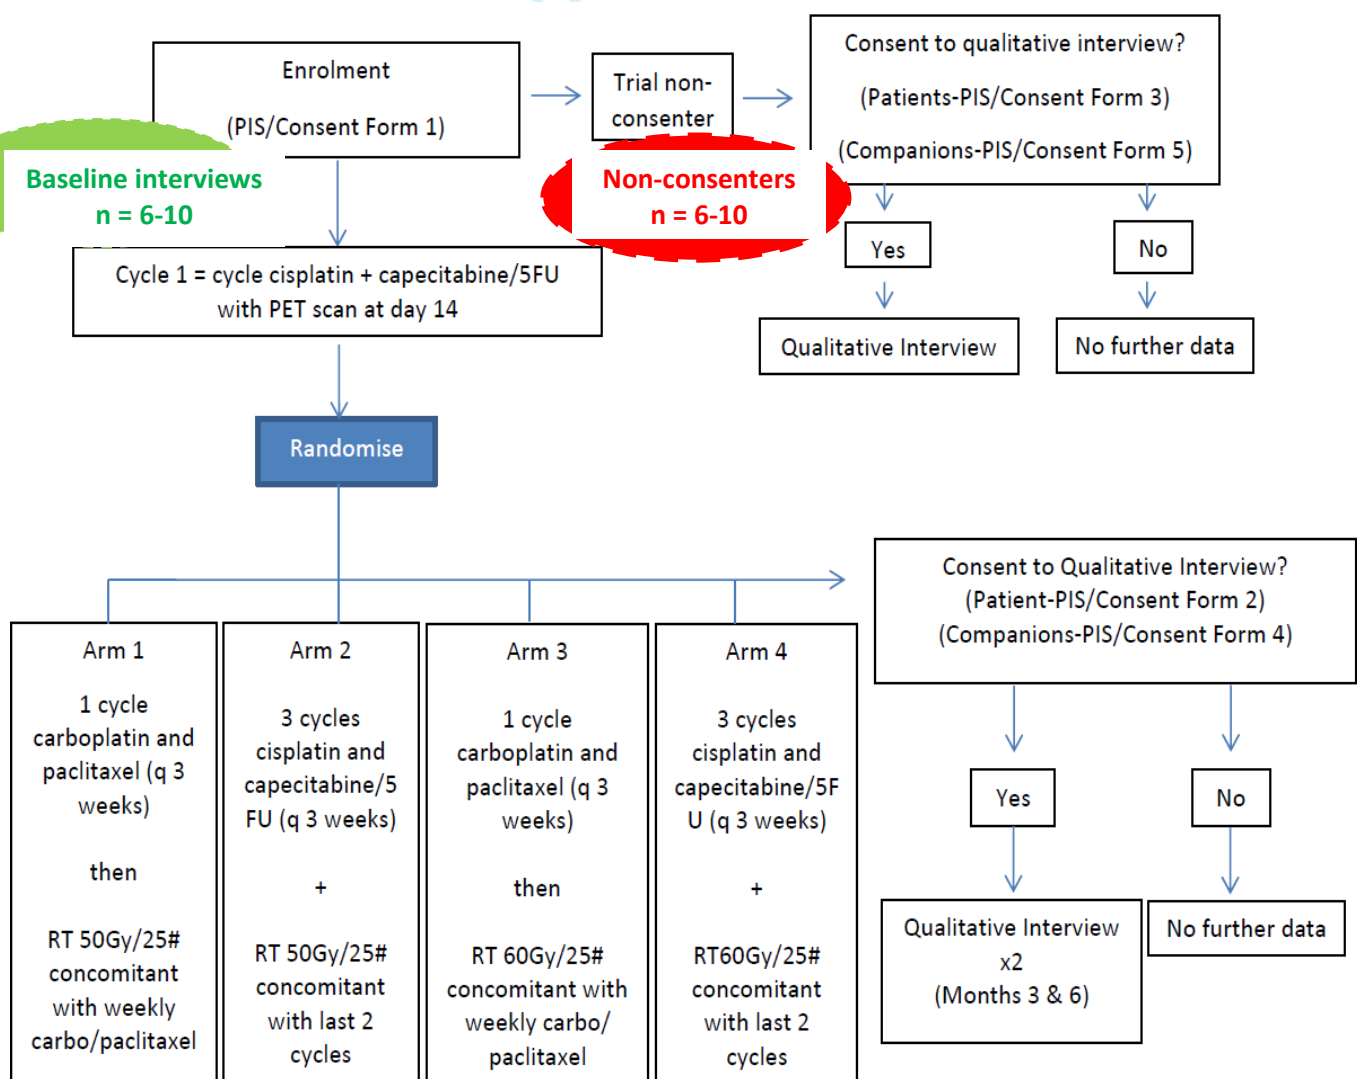 Enrolment
(PIS/Consent Form 1)
Trial non-
consenter
Consent to qualitative interview?
(Patients-PIS/Consent Form 3)
(Companions-PIS/Consent Form 5)
Baseline interviews
n = 6-10
Non-consenters
n = 6-10
Yes
No
Cycle 1 = cycle cisplatin + capecitabine/5FU
with PET scan at day 14
Qualitative Interview
No further data
Randomise
Consent to Qualitative Interview?
(Patient-PIS/Consent Form 2)
(Companions-PIS/Consent Form 4)
Arm 1
1 cycle
carboplatin and
paclitaxel (q 3
weeks)
then
RT 50Gy/25#
concomitant
with weekly
carbo/paclitaxel
Arm 2
3 cycles
cisplatin and
capecitabine/5
FU (q 3 weeks)
+
RT 50Gy/25#
concomitant
with last 2
cycles
Arm 3
1 cycle
carboplatin and
paclitaxel (q 3
weeks)
then
RT 60Gy/25#
concomitant with
weekly carbo/
paclitaxel
Arm 4
3 cycles
cisplatin and
capecitabine/5F
U (q 3 weeks)
+
RT60Gy/25#
concomitant
with last 2
cycles
Yes
No
Qualitative Interview
x2
(Months 3 & 6)
No further data